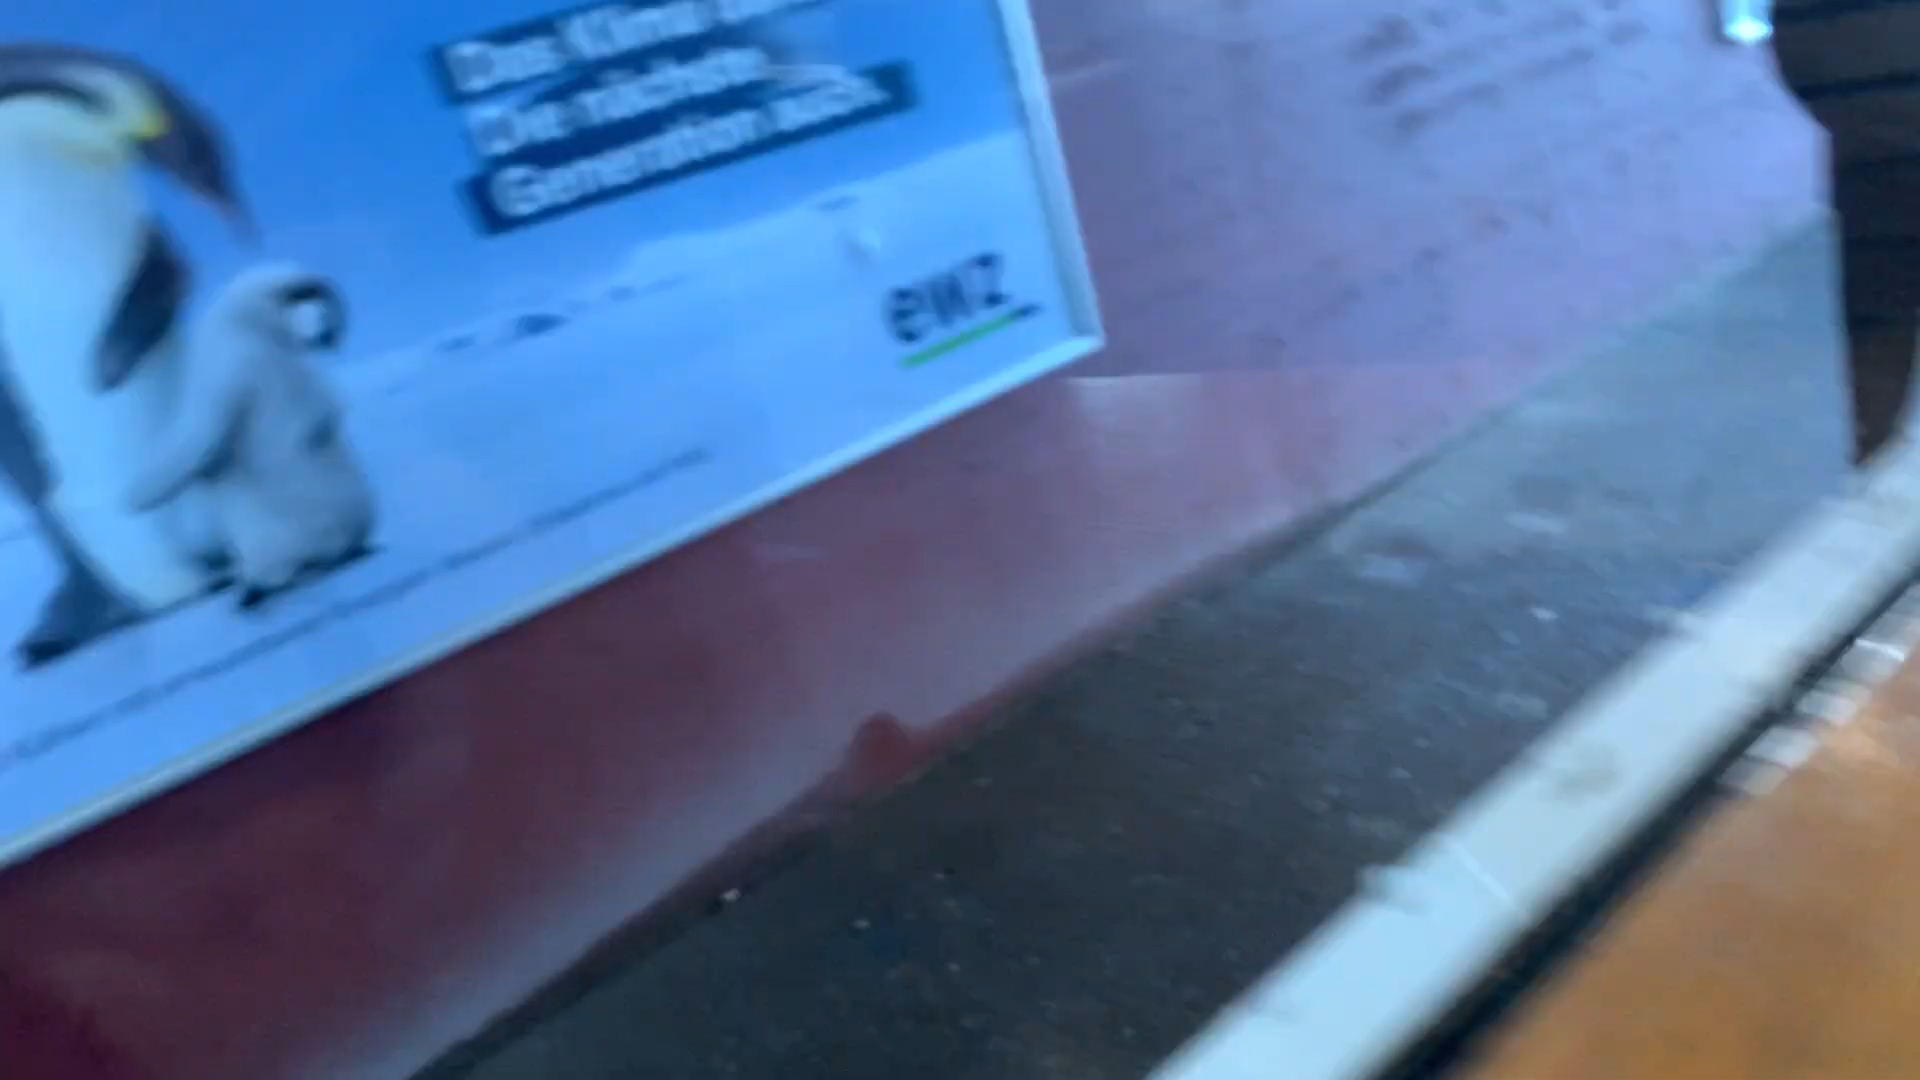 Das Klima
Die nächste
Generation auch.
ewz